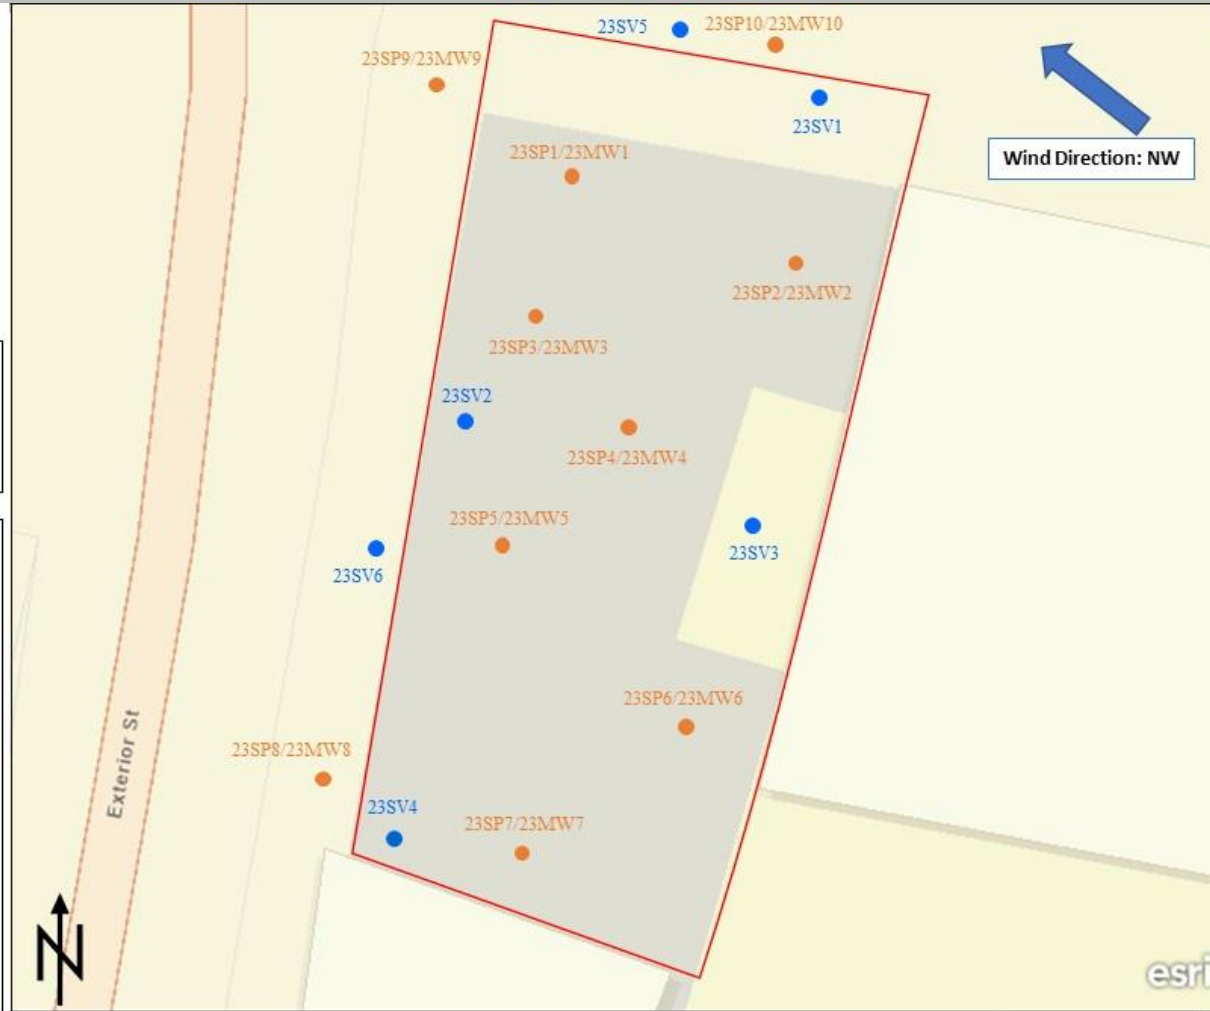 23SV5
23SP10/23MW10
23SP9/23MW9
23SV1
Wind Direction: NW
23SP1/23MW1
23SP2/23MW2
23SP3/23MW3
23SV2
23SP4/23MW4
23SP5/23MW5
23SV3
23SV6
23SP6/23MW6
23SP8/23MW8
Exterior St
23SV4
23SP7/23MW7
N
esri